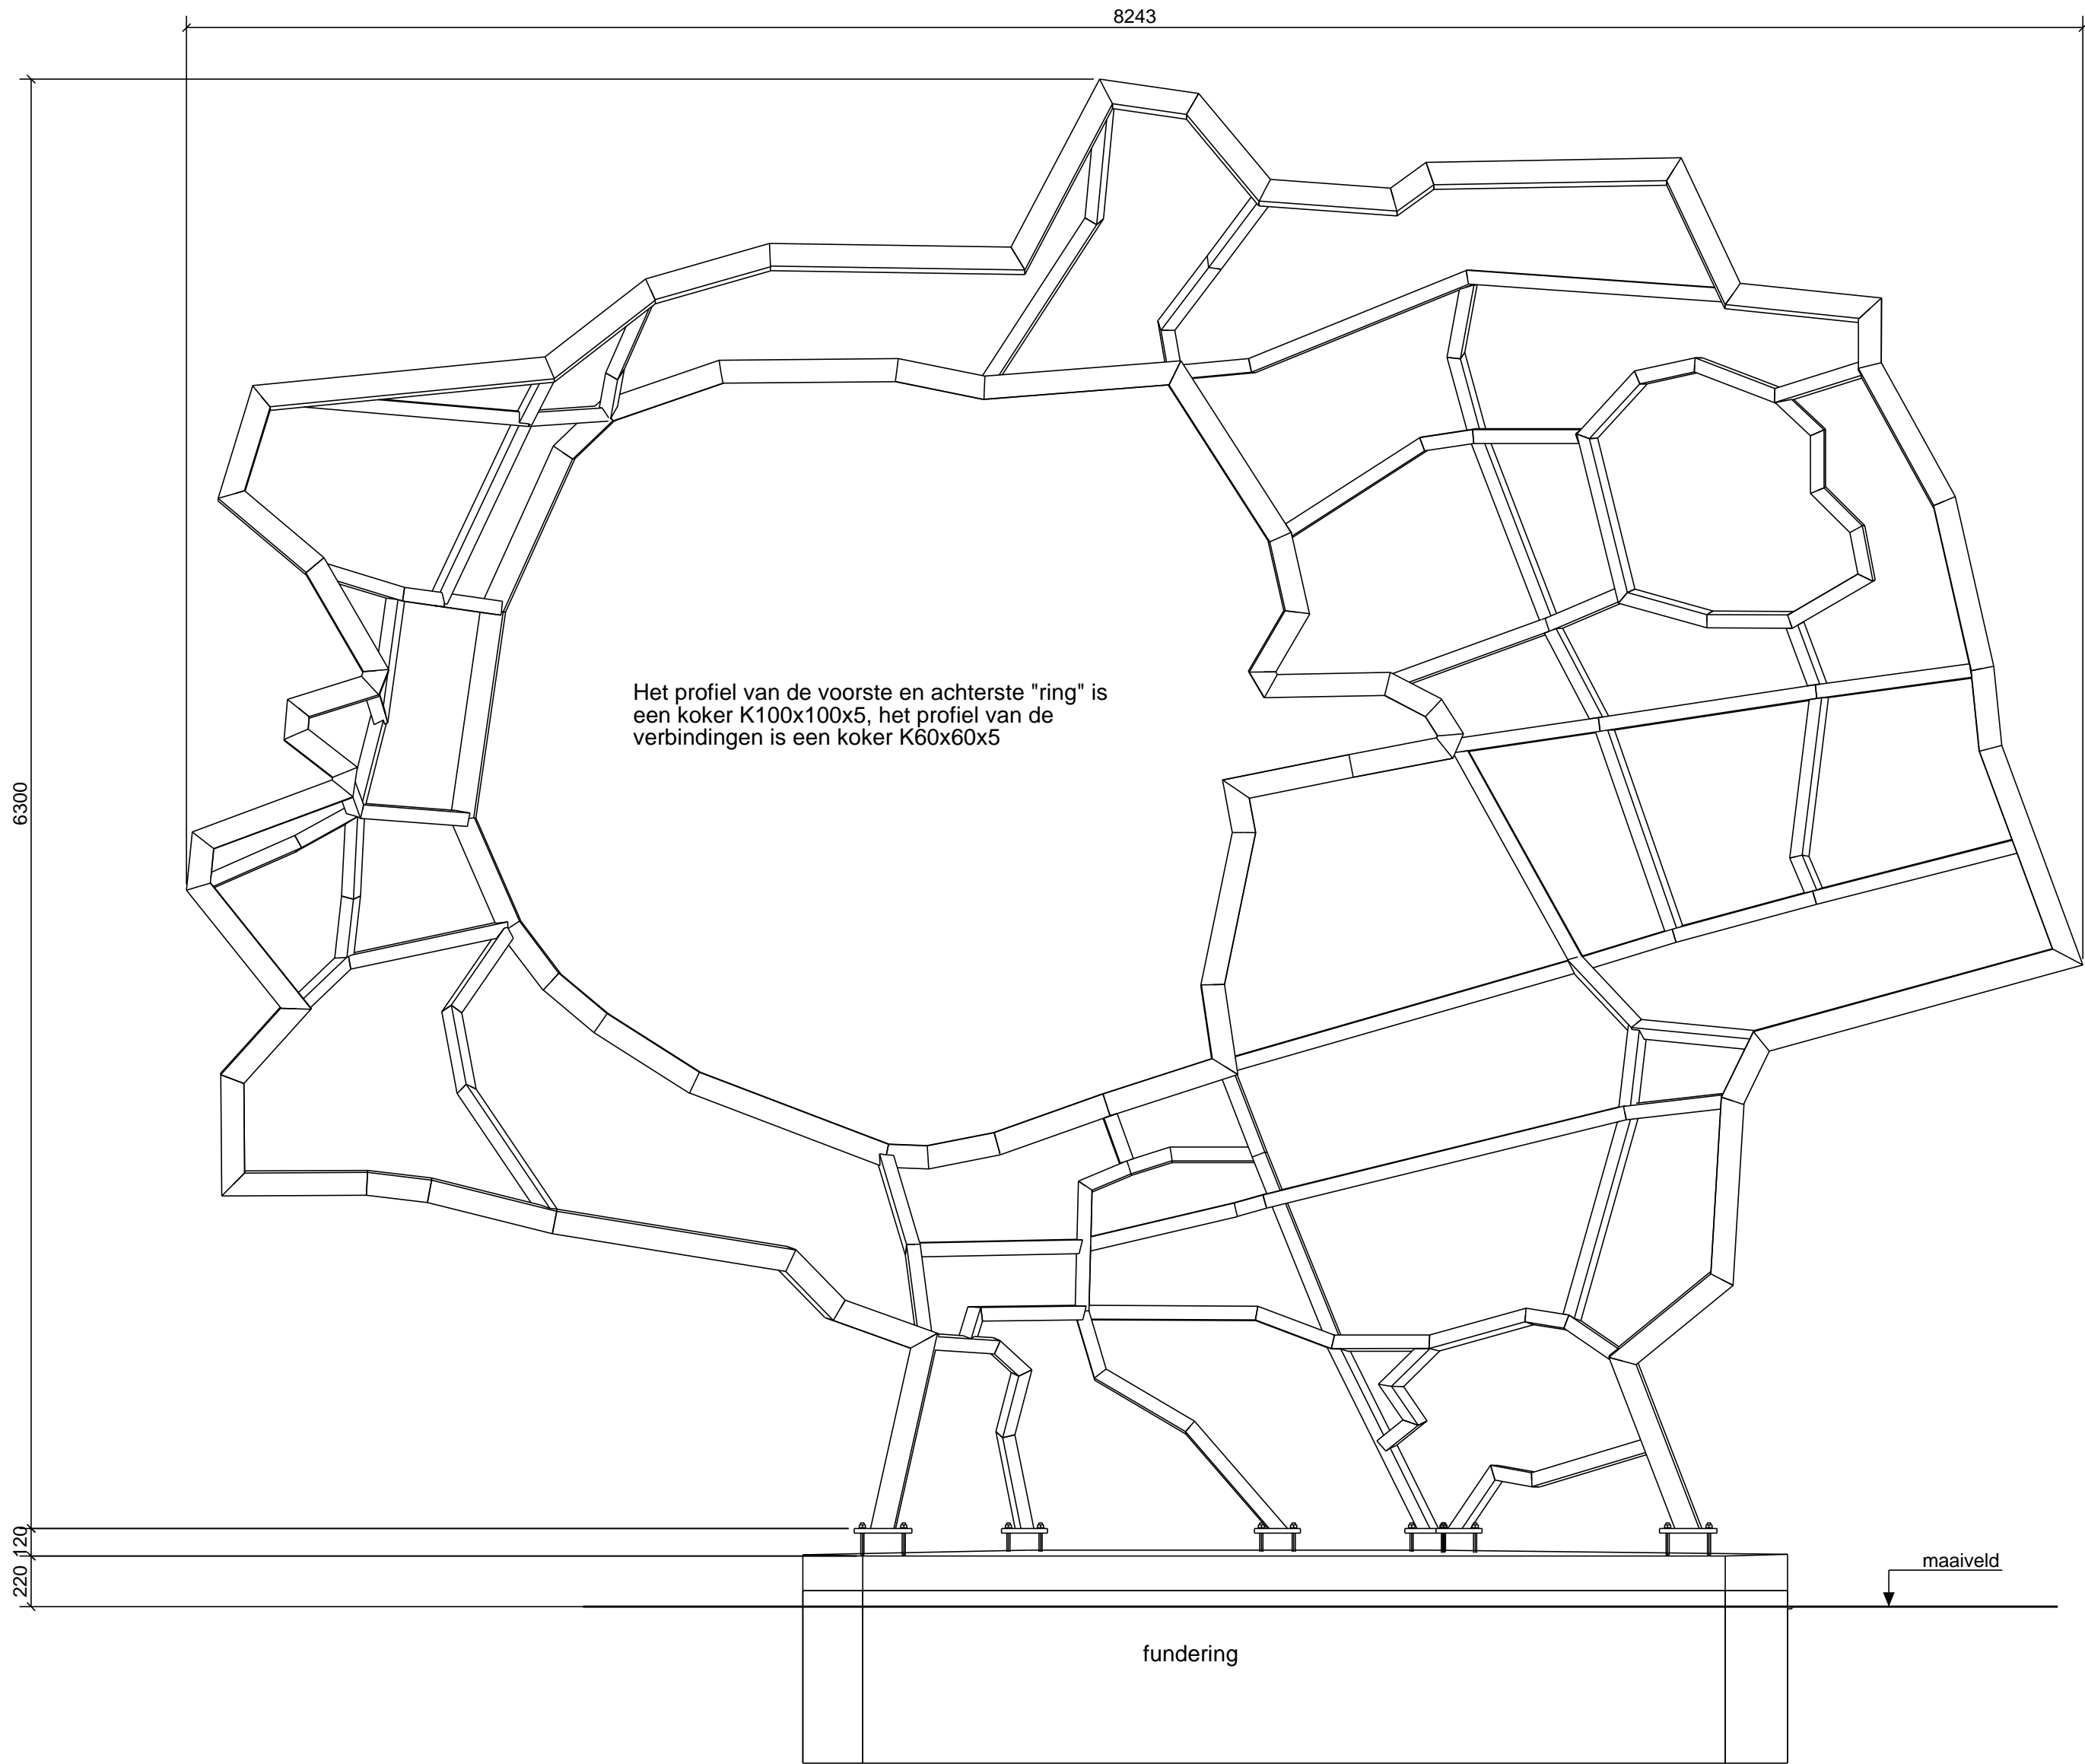 8243
Het profiel van de voorste en achterste "ring" is
een koker K100x100x5, het profiel van de
verbindingen is een koker K60x60x5
6300
120
220
maaiveld
fundering